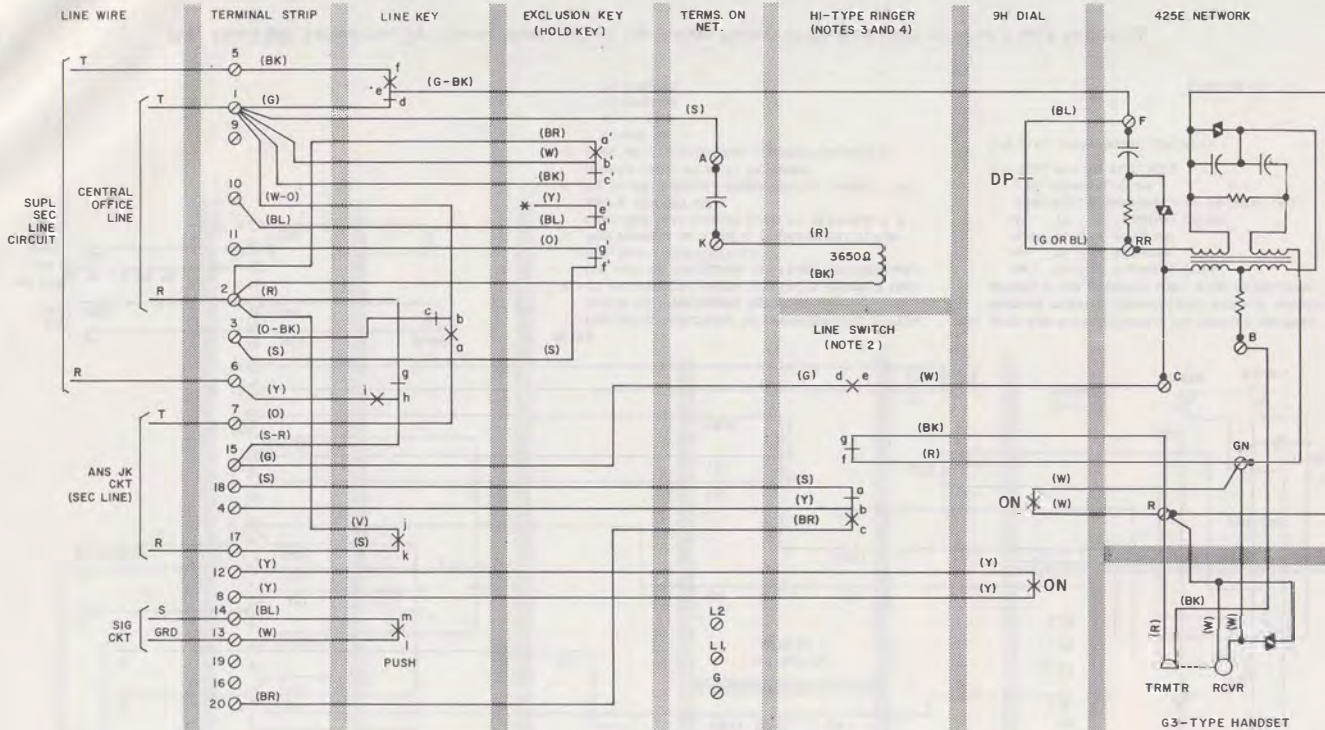 LINE WIRE
TERMINAL STRIP
LINE KEY
EXCLUSION KEY
(HOLD KEY)
TERMS. ON
NET.
HI-TYPE RINGER
(NOTES 3 AND 4)
9H DIAL
425E NETWORK
T
5
(BK)
f
e
d
(G-BK)
T
1
(G)
(S)
(BL)
F
9
(BR)
a'
(W)
b'
(BK)
c'
A
DP
SUPL
SEC
LINE
CIRCUIT
CENTRAL
OFFICE
LINE
10
(W-O)
(BL)
*
(Y)
e'
(BL)
d'
11
(O)
g'
f'
K
(R)
3650Ω
(BK)
(G OR BL)
RR
R
2
(R)
c
b
a
3
(O-BK)
(S)
(S)
LINE SWITCH
(NOTE 2)
B
R
6
(Y)
g
i
h
(G)
d
e
(W)
C
T
7
(O)
(S-R)
15
(G)
g
f
(BK)
(R)
GN
ANS JK
CKT
(SEC LINE)
18
(S)
(S)
a
4
(Y)
b
(BR)
c
ON
(W)
(W)
R
R
17
(V)
j
(S)
k
12
(Y)
(Y)
8
(Y)
(Y)
ON
SIG
CKT
S
14
(BL)
m
GRD
13
(W)
l
PUSH
19
16
20
(BR)
L2
L1
G
(BK)
(R)
(W)
(W)
TRMTR
RCVR
G3-TYPE HANDSET